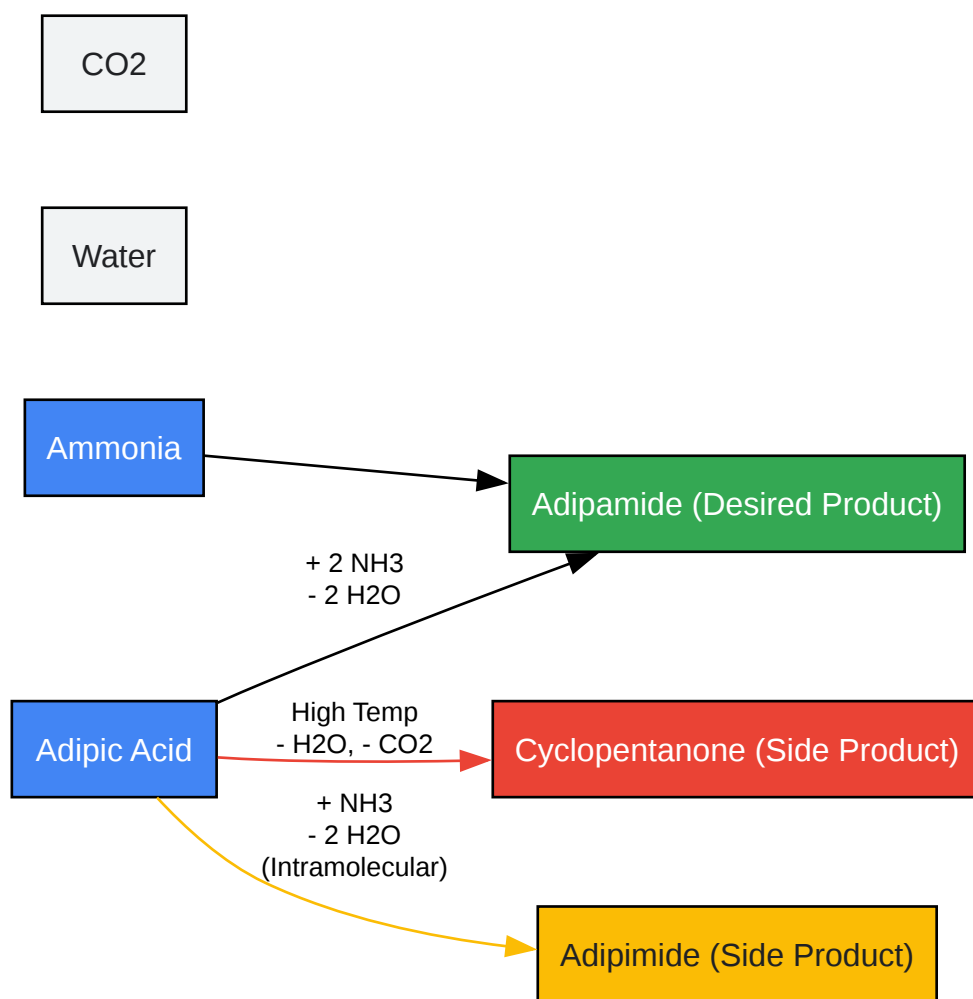 CO2
Water
Ammonia
Adipamide (Desired Product)
+ 2 NH3
- 2 H2O
Adipic Acid
High Temp
- H2O, - CO2
Cyclopentanone (Side Product)
+ NH3
- 2 H2O
(Intramolecular)
Adipimide (Side Product)